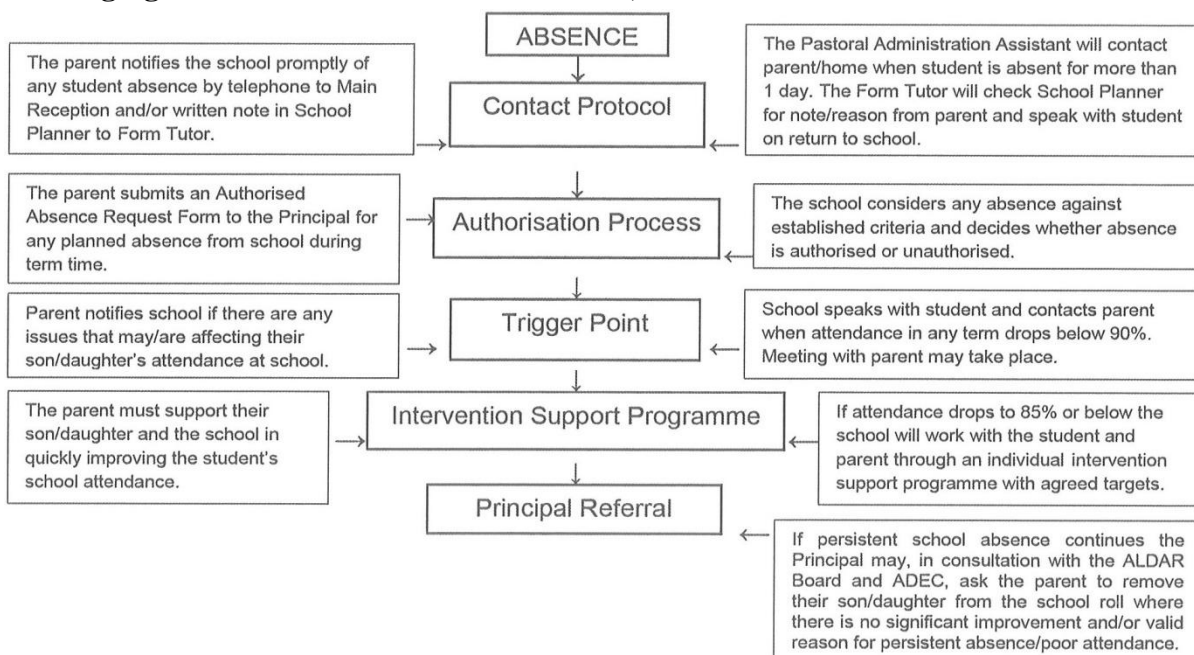 ABSENCE
The parent notifies the school promptly of
any student absence by telephone to Main
Reception and/or written note in School
Planner to Form Tutor.
Contact Protocol
The Pastoral Administration Assistant will contact
parent/home when student is absent for more than
1 day. The Form Tutor will check School Planner
for note/reason from parent and speak with student
on return to school.
The parent submits an Authorised
Absence Request Form to the Principal for
any planned absence from school during
term time.
Authorisation Process
The school considers any absence against
established criteria and decides whether absence
is authorised or unauthorised.
Parent notifies school if there are any
issues that may/are affecting their
son/daughter's attendance at school.
Trigger Point
School speaks with student and contacts parent
when attendance in any term drops below 90%.
Meeting with parent may take place.
The parent must support their
son/daughter and the school in
quickly improving the student's
school attendance.
Intervention Support Programme
If attendance drops to 85% or below the
school will work with the student and
parent through an individual intervention
support programme with agreed targets.
Principal Referral
If persistent school absence continues the
Principal may, in consultation with the ALDAR
Board and ADEC, ask the parent to remove
their son/daughter from the school roll where
there is no significant improvement and/or valid
reason for persistent absence/poor attendance.